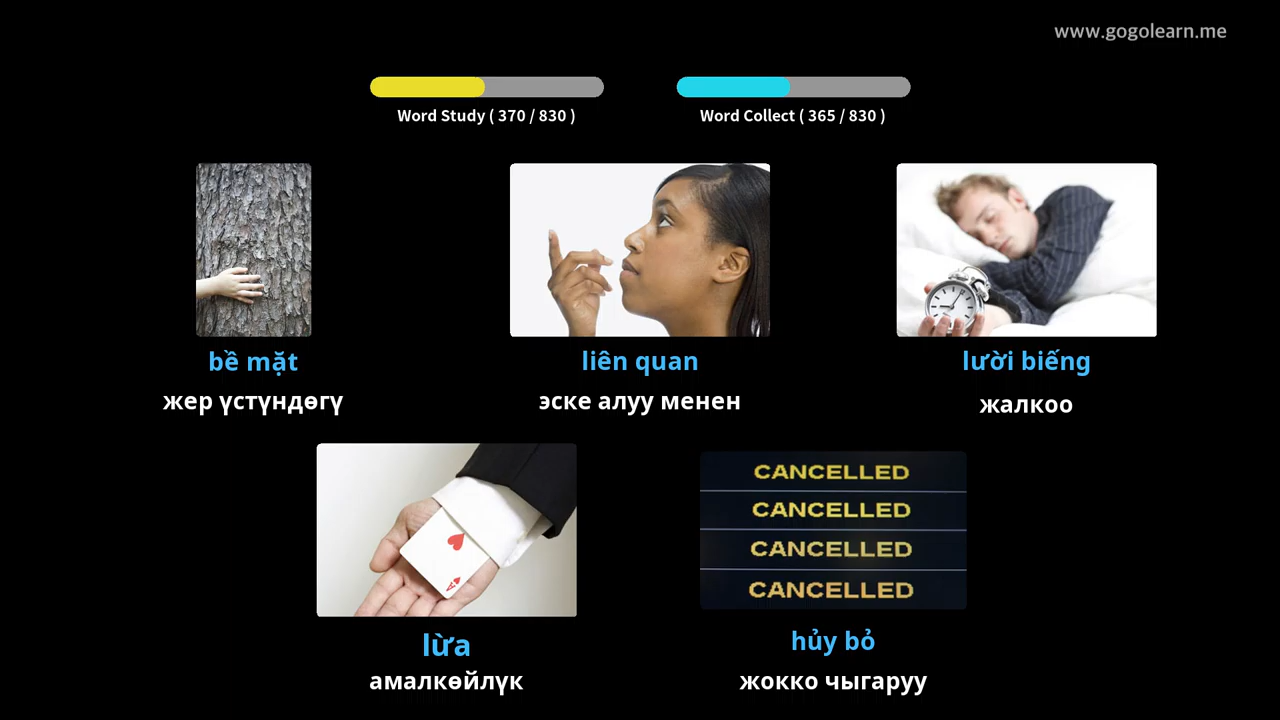 www.gogolearn.me
Word Study ( 370 / 830 )
Word Collect ( 365 / 830 )
bề mặt
жер үстүндөгү
liên quan
эске алуу менен
lười biếng
жалкоо
CANCELLED
CANCELLED
CANCELLED
CANCELLED
lừa
амалкөйлүк
hủy bỏ
жокко чыгаруу